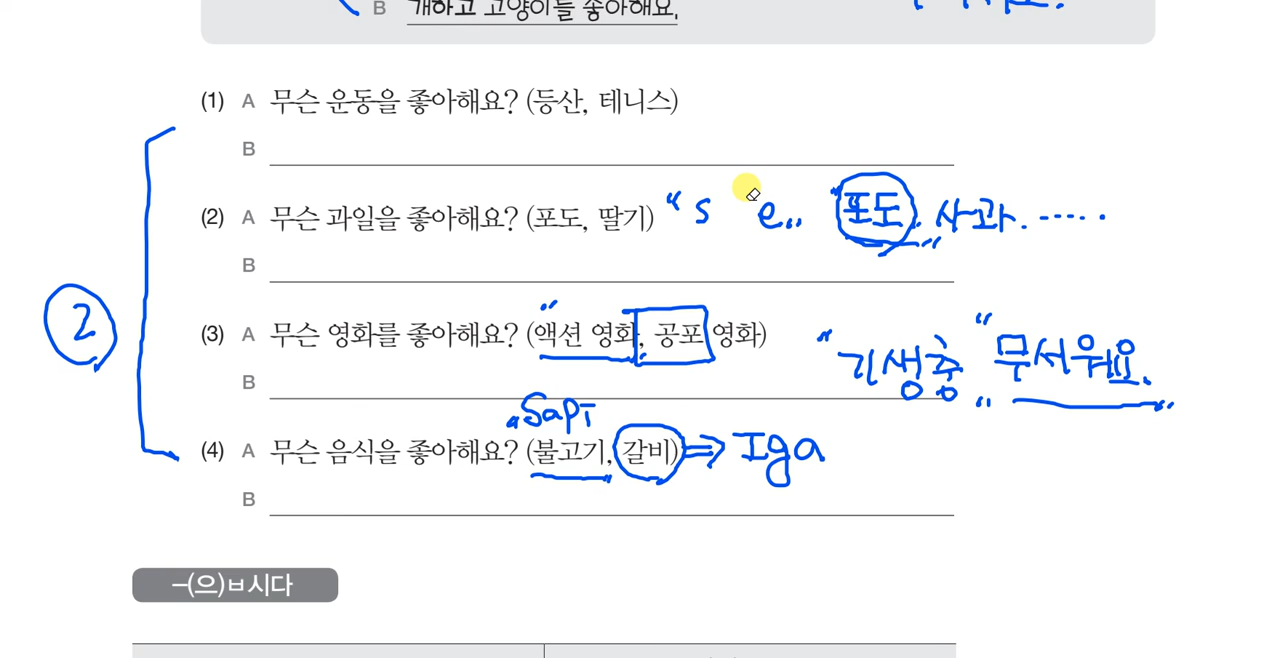 B 개하고 고양이를 좋아해요.
(1) A 무슨 운동을 좋아해요? (등산, 테니스)
B
(2) A 무슨 과일을 좋아해요? (포도, 딸기) "s e" "포도, 사과.....
B
2
(3) A 무슨 영화를 좋아해요? (액션 영화, 공포 영화) "기생충" "무서워요."
B
Sapi
(4) A 무슨 음식을 좋아해요? (불고기, 갈비) ⇒ Iga
B
–(으)ㅂ시다